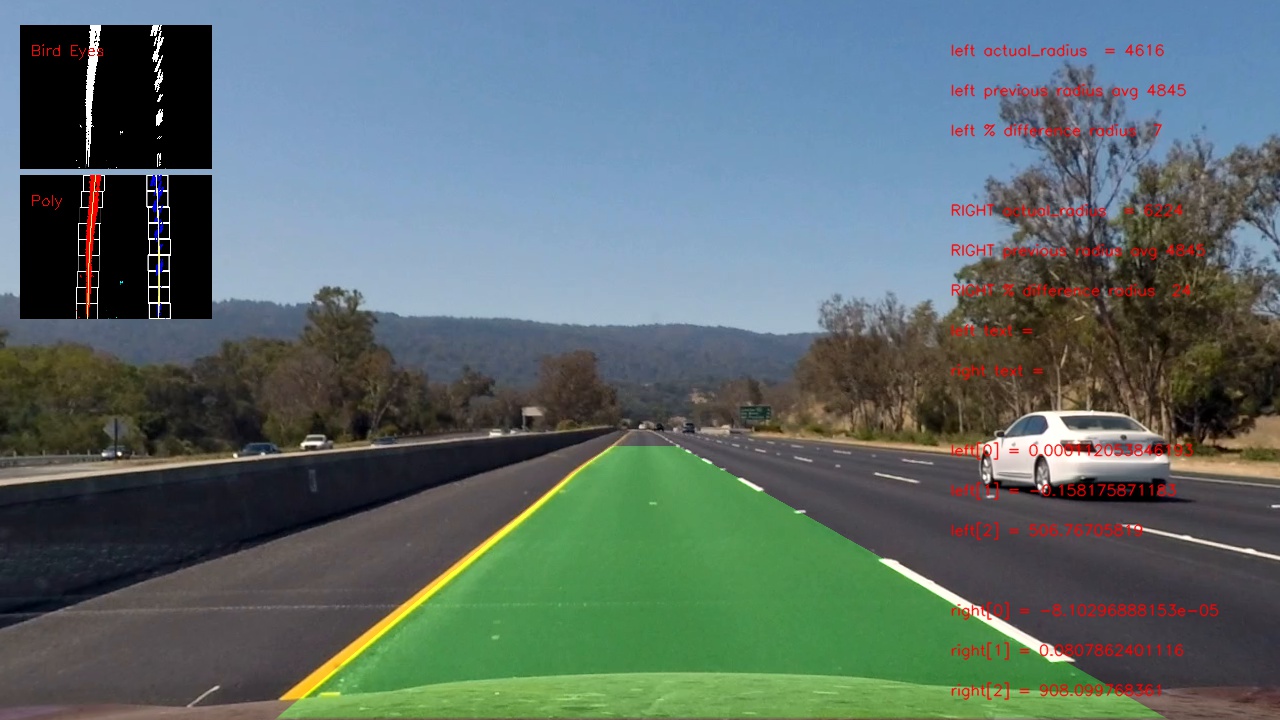 Bird Eyes
Poly
left actual_radius = 4616
left previous radius avg 4845
left % difference radius 7
RIGHT actual_radius = 6224
RIGHT previous radius avg 4845
RIGHT % difference radius 24
left text =
right text =
left[0] = 0.000112053846193
left[1] = -0.158175871183
left[2] = 506.76705819
right[0] = -8.10296888153e-05
right[1] = 0.0807862401116
right[2] = 908.099768361